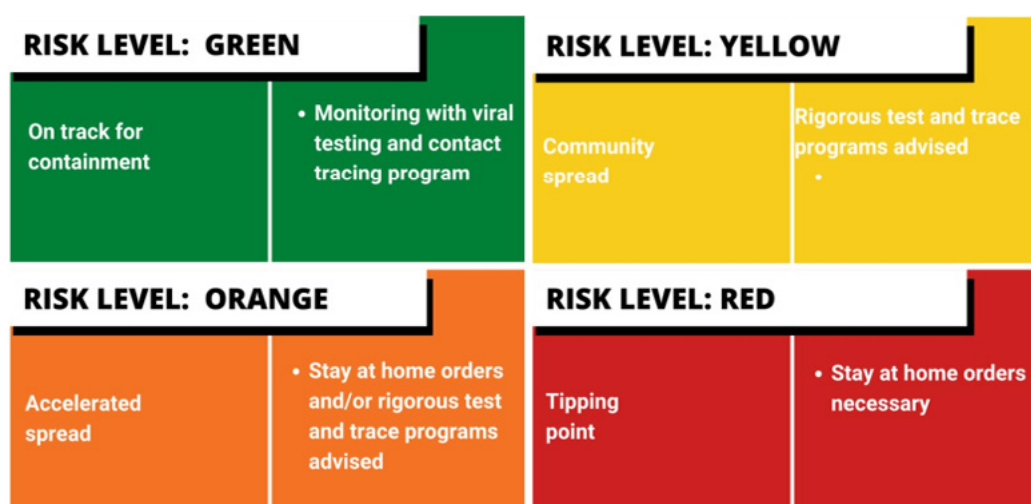 RISK LEVEL: GREEN
On track for
containment
• Monitoring with viral
testing and contact
tracing program
RISK LEVEL: YELLOW
Community
spread
Rigorous test and trace
programs advised
•
RISK LEVEL: ORANGE
Accelerated
spread
• Stay at home orders
and/or rigorous test
and trace programs
advised
RISK LEVEL: RED
Tipping
point
• Stay at home orders
necessary